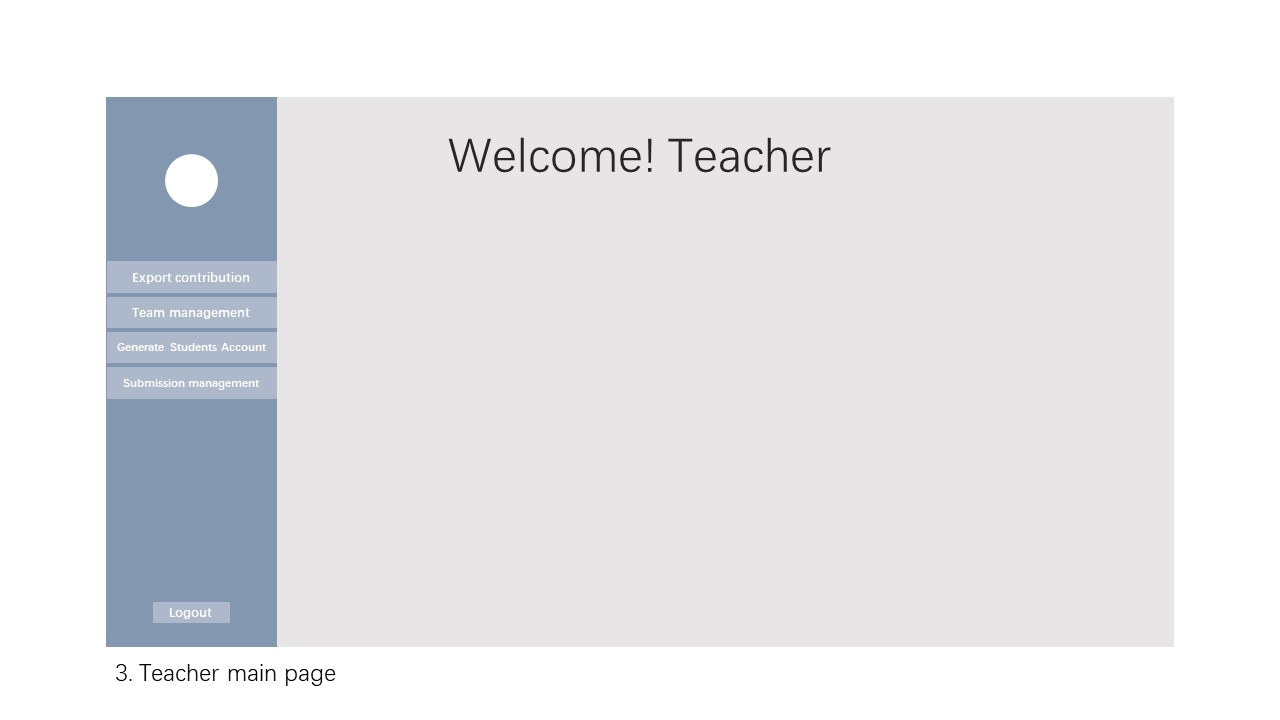 Welcome! Teacher
Export contribution
Team management
Generate Students Account
Submission management
Logout
3. Teacher main page